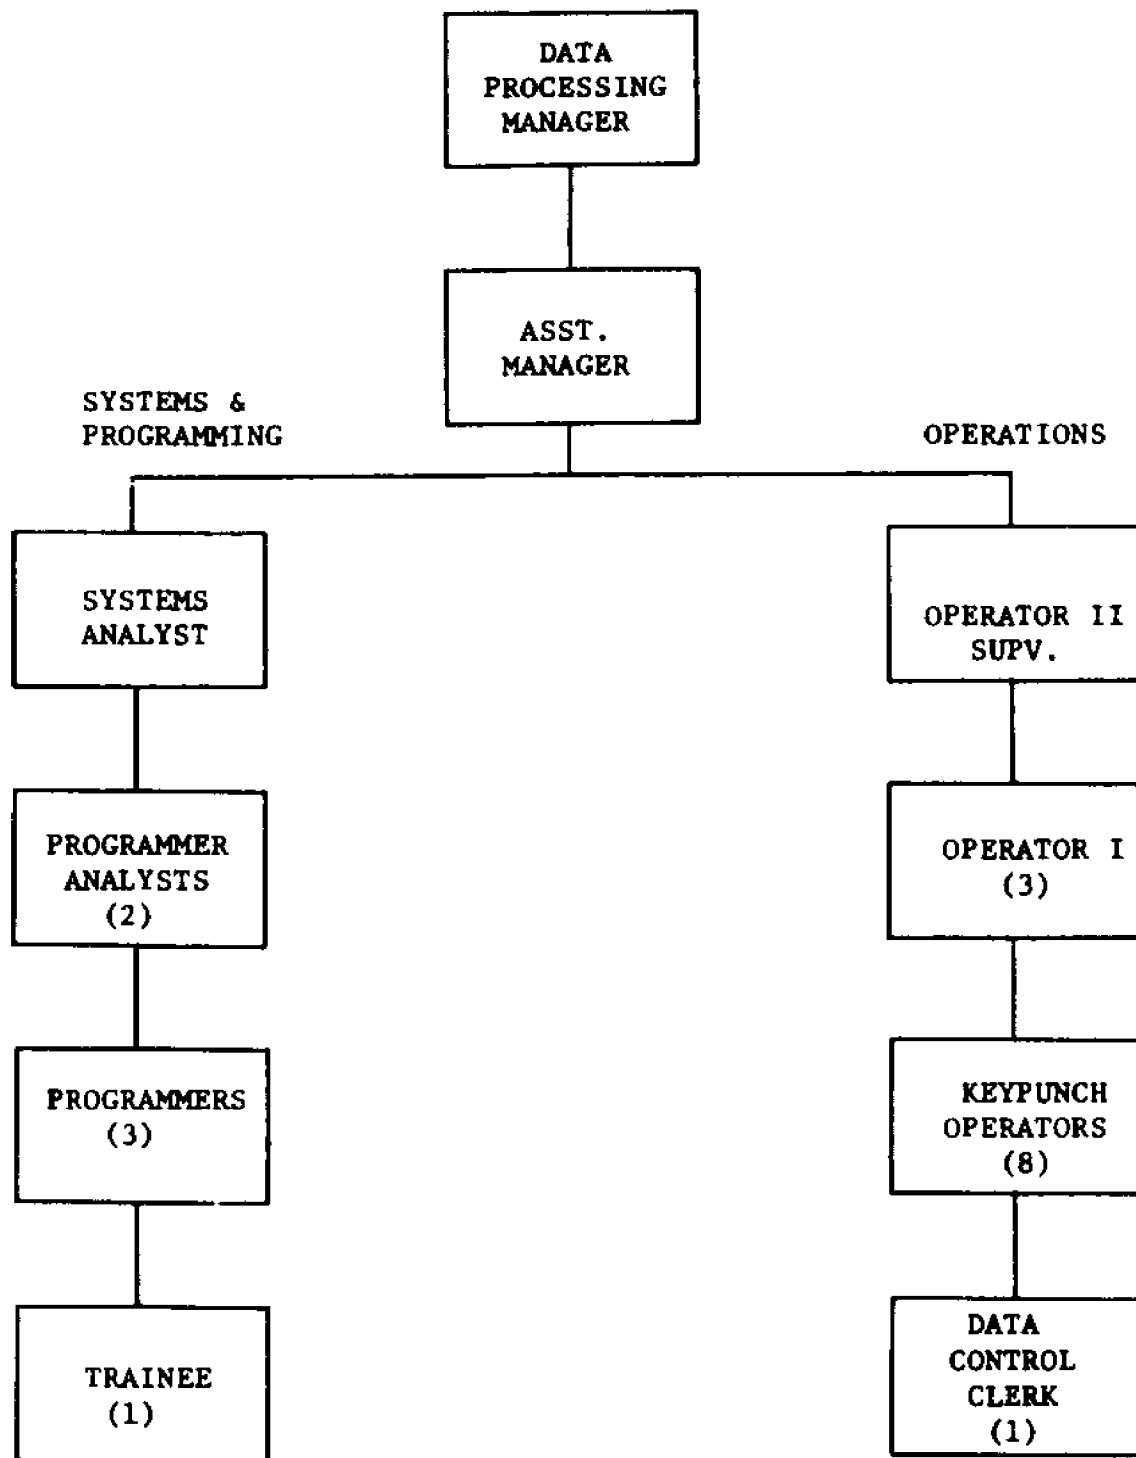 DATA
PROCESSING
MANAGER
ASST.
MANAGER
SYSTEMS &
PROGRAMMING
OPERATIONS
SYSTEMS
ANALYST
OPERATOR II
SUPV.
PROGRAMMER
ANALYSTS
(2)
OPERATOR I
(3)
PROGRAMMERS
(3)
KEYPUNCH
OPERATORS
(8)
TRAINEE
(1)
DATA
CONTROL
CLERK
(1)